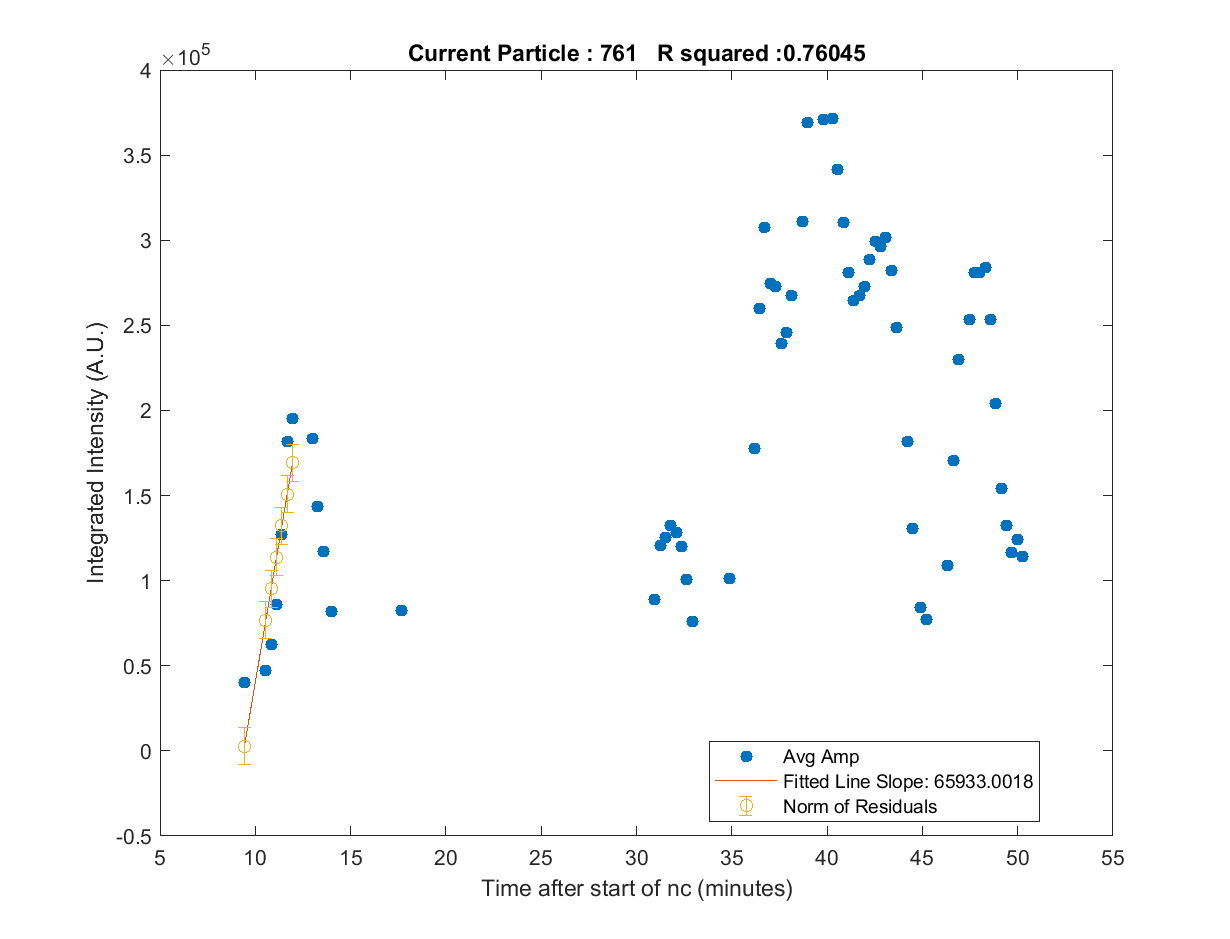 Current Particle : 761   R squared :0.76045
×10^5
4
3.5
3
2.5
2
1.5
1
0.5
0
-0.5
Integrated Intensity (A.U.)
5 10 15 20 25 30 35 40 45 50 55
Time after start of nc (minutes)
Avg Amp
Fitted Line Slope: 65933.0018
Norm of Residuals